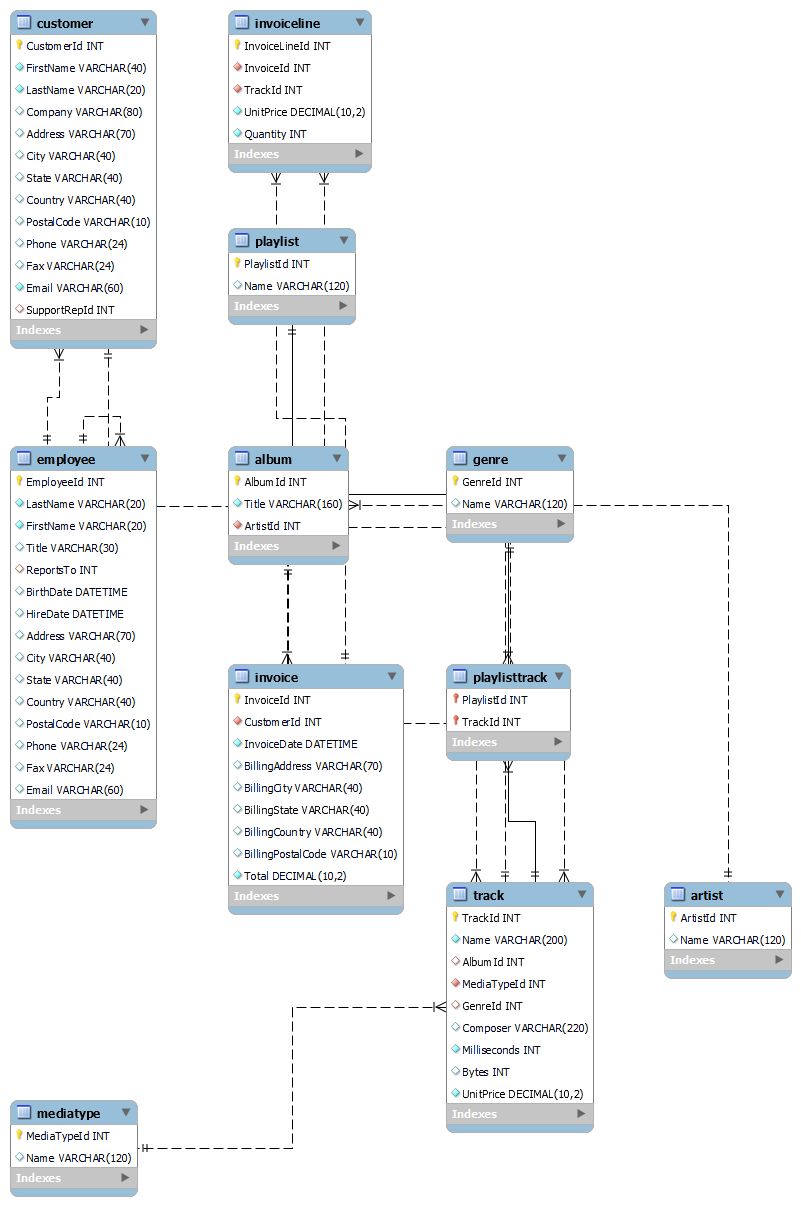 customer
CustomerId INT
FirstName VARCHAR(40)
LastName VARCHAR(20)
Company VARCHAR(80)
Address VARCHAR(70)
City VARCHAR(40)
State VARCHAR(40)
Country VARCHAR(40)
PostalCode VARCHAR(10)
Phone VARCHAR(24)
Fax VARCHAR(24)
Email VARCHAR(60)
SupportRepId INT
Indexes
invoiceline
InvoiceLineId INT
InvoiceId INT
TrackId INT
UnitPrice DECIMAL(10,2)
Quantity INT
Indexes
playlist
PlaylistId INT
Name VARCHAR(120)
Indexes
employee
EmployeeId INT
LastName VARCHAR(20)
FirstName VARCHAR(20)
Title VARCHAR(30)
ReportsTo INT
BirthDate DATETIME
HireDate DATETIME
Address VARCHAR(70)
City VARCHAR(40)
State VARCHAR(40)
Country VARCHAR(40)
PostalCode VARCHAR(10)
Phone VARCHAR(24)
Fax VARCHAR(24)
Email VARCHAR(60)
Indexes
album
AlbumId INT
Title VARCHAR(160)
ArtistId INT
Indexes
genre
GenreId INT
Name VARCHAR(120)
Indexes
invoice
InvoiceId INT
CustomerId INT
InvoiceDate DATETIME
BillingAddress VARCHAR(70)
BillingCity VARCHAR(40)
BillingState VARCHAR(40)
BillingCountry VARCHAR(40)
BillingPostalCode VARCHAR(10)
Total DECIMAL(10,2)
Indexes
playlisttrack
PlaylistId INT
TrackId INT
Indexes
track
TrackId INT
Name VARCHAR(200)
AlbumId INT
MediaTypeId INT
GenreId INT
Composer VARCHAR(220)
Milliseconds INT
Bytes INT
UnitPrice DECIMAL(10,2)
Indexes
artist
ArtistId INT
Name VARCHAR(120)
Indexes
mediatype
MediaTypeId INT
Name VARCHAR(120)
Indexes